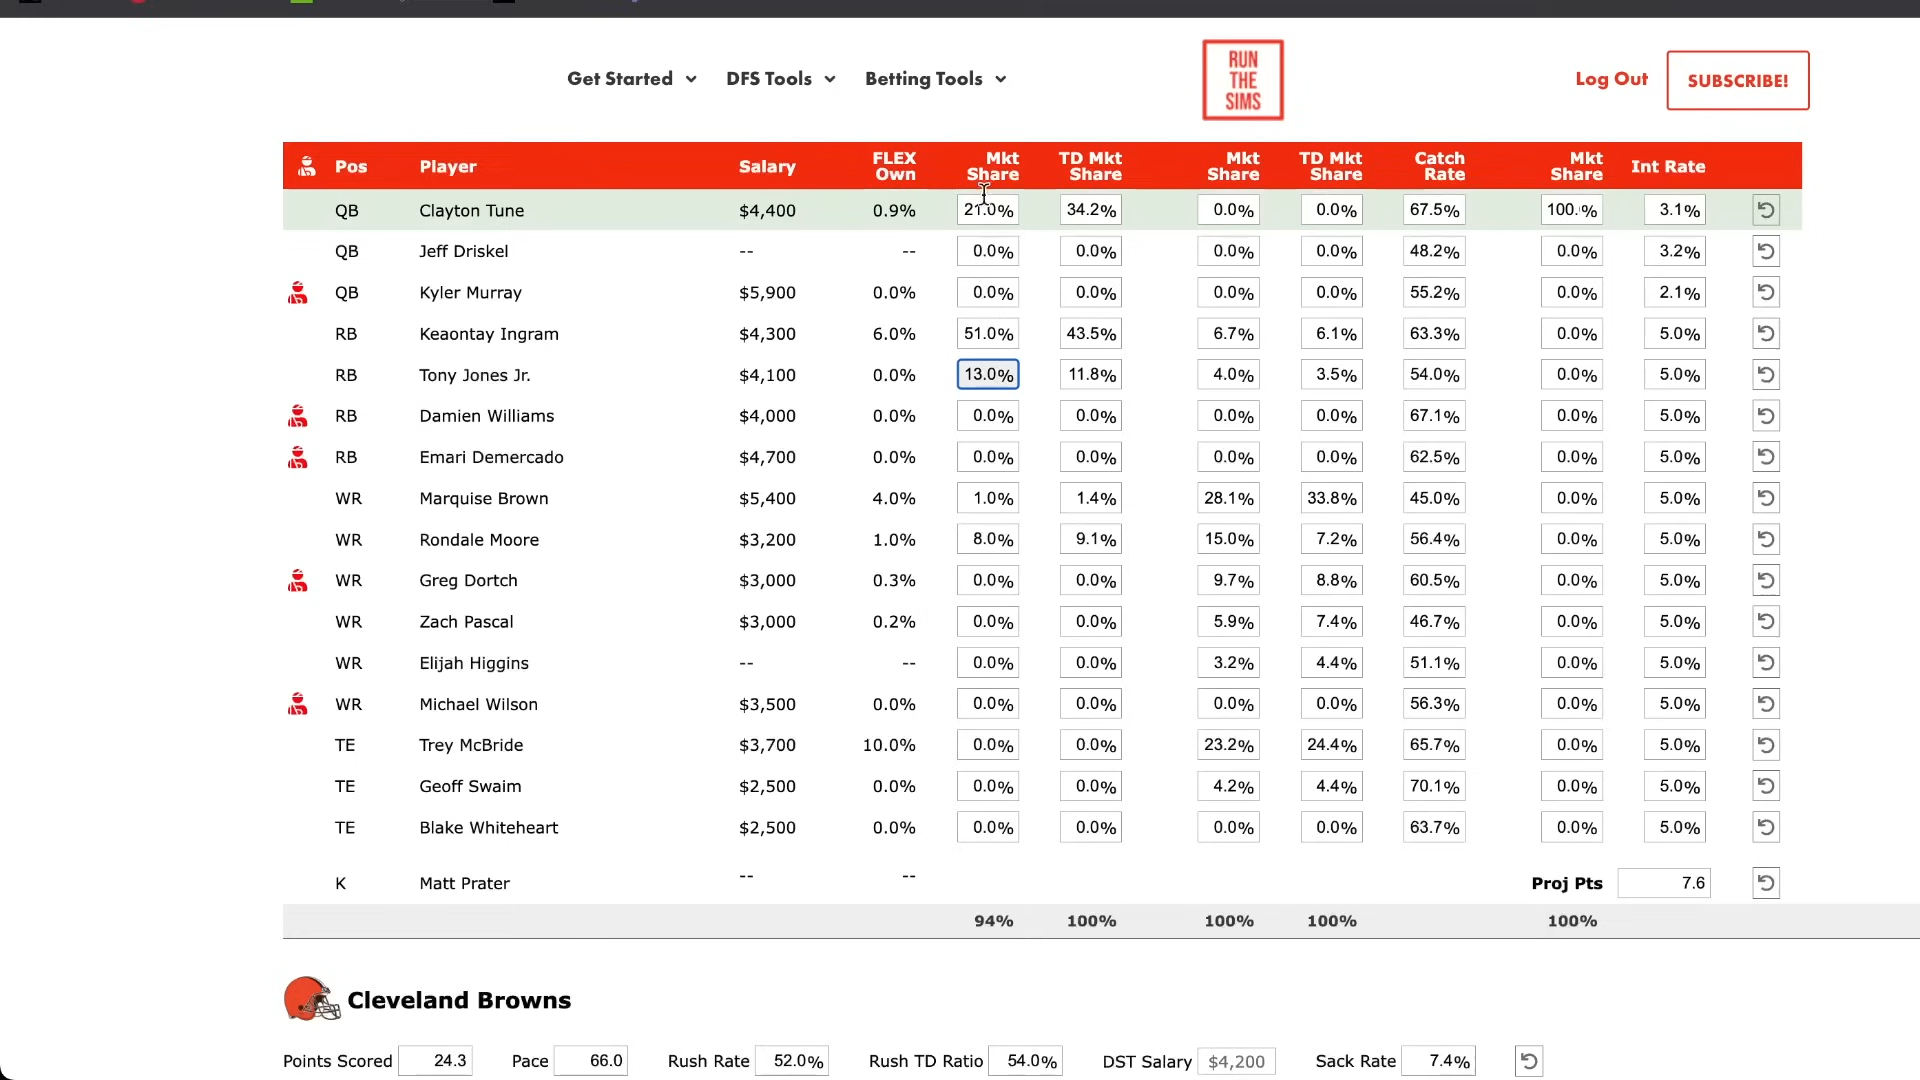 Get Started DFS Tools Betting Tools RUN THE SIMS Log Out SUBSCRIBE!
Pos Player Salary FLEX Own Mkt Share TD Mkt Share Mkt Share TD Mkt Share Catch Rate Mkt Share Int Rate
QB Clayton Tune $4,400 0.9% 21.0% 34.2% 0.0% 0.0% 67.5% 100. % 3.1%
QB Jeff Driskel -- -- 0.0% 0.0% 0.0% 0.0% 48.2% 0.0% 3.2%
QB Kyler Murray $5,900 0.0% 0.0% 0.0% 0.0% 0.0% 55.2% 0.0% 2.1%
RB Keaontay Ingram $4,300 6.0% 51.0% 43.5% 6.7% 6.1% 63.3% 0.0% 5.0%
RB Tony Jones Jr. $4,100 0.0% 13.0% 11.8% 4.0% 3.5% 54.0% 0.0% 5.0%
RB Damien Williams $4,000 0.0% 0.0% 0.0% 0.0% 0.0% 67.1% 0.0% 5.0%
RB Emari Demercado $4,700 0.0% 0.0% 0.0% 0.0% 0.0% 62.5% 0.0% 5.0%
WR Marquise Brown $5,400 4.0% 1.0% 1.4% 28.1% 33.8% 45.0% 0.0% 5.0%
WR Rondale Moore $3,200 1.0% 8.0% 9.1% 15.0% 7.2% 56.4% 0.0% 5.0%
WR Greg Dortch $3,000 0.3% 0.0% 0.0% 9.7% 8.8% 60.5% 0.0% 5.0%
WR Zach Pascal $3,000 0.2% 0.0% 0.0% 5.9% 7.4% 46.7% 0.0% 5.0%
WR Elijah Higgins -- -- 0.0% 0.0% 3.2% 4.4% 51.1% 0.0% 5.0%
WR Michael Wilson $3,500 0.0% 0.0% 0.0% 0.0% 0.0% 56.3% 0.0% 5.0%
TE Trey McBride $3,700 10.0% 0.0% 0.0% 23.2% 24.4% 65.7% 0.0% 5.0%
TE Geoff Swaim $2,500 0.0% 0.0% 0.0% 4.2% 4.4% 70.1% 0.0% 5.0%
TE Blake Whiteheart $2,500 0.0% 0.0% 0.0% 0.0% 0.0% 63.7% 0.0% 5.0%
K Matt Prater -- -- Proj Pts 7.6
94% 100% 100% 100% 100%
Cleveland Browns
Points Scored 24.3 Pace 66.0 Rush Rate 52.0% Rush TD Ratio 54.0% DST Salary $4,200 Sack Rate 7.4%